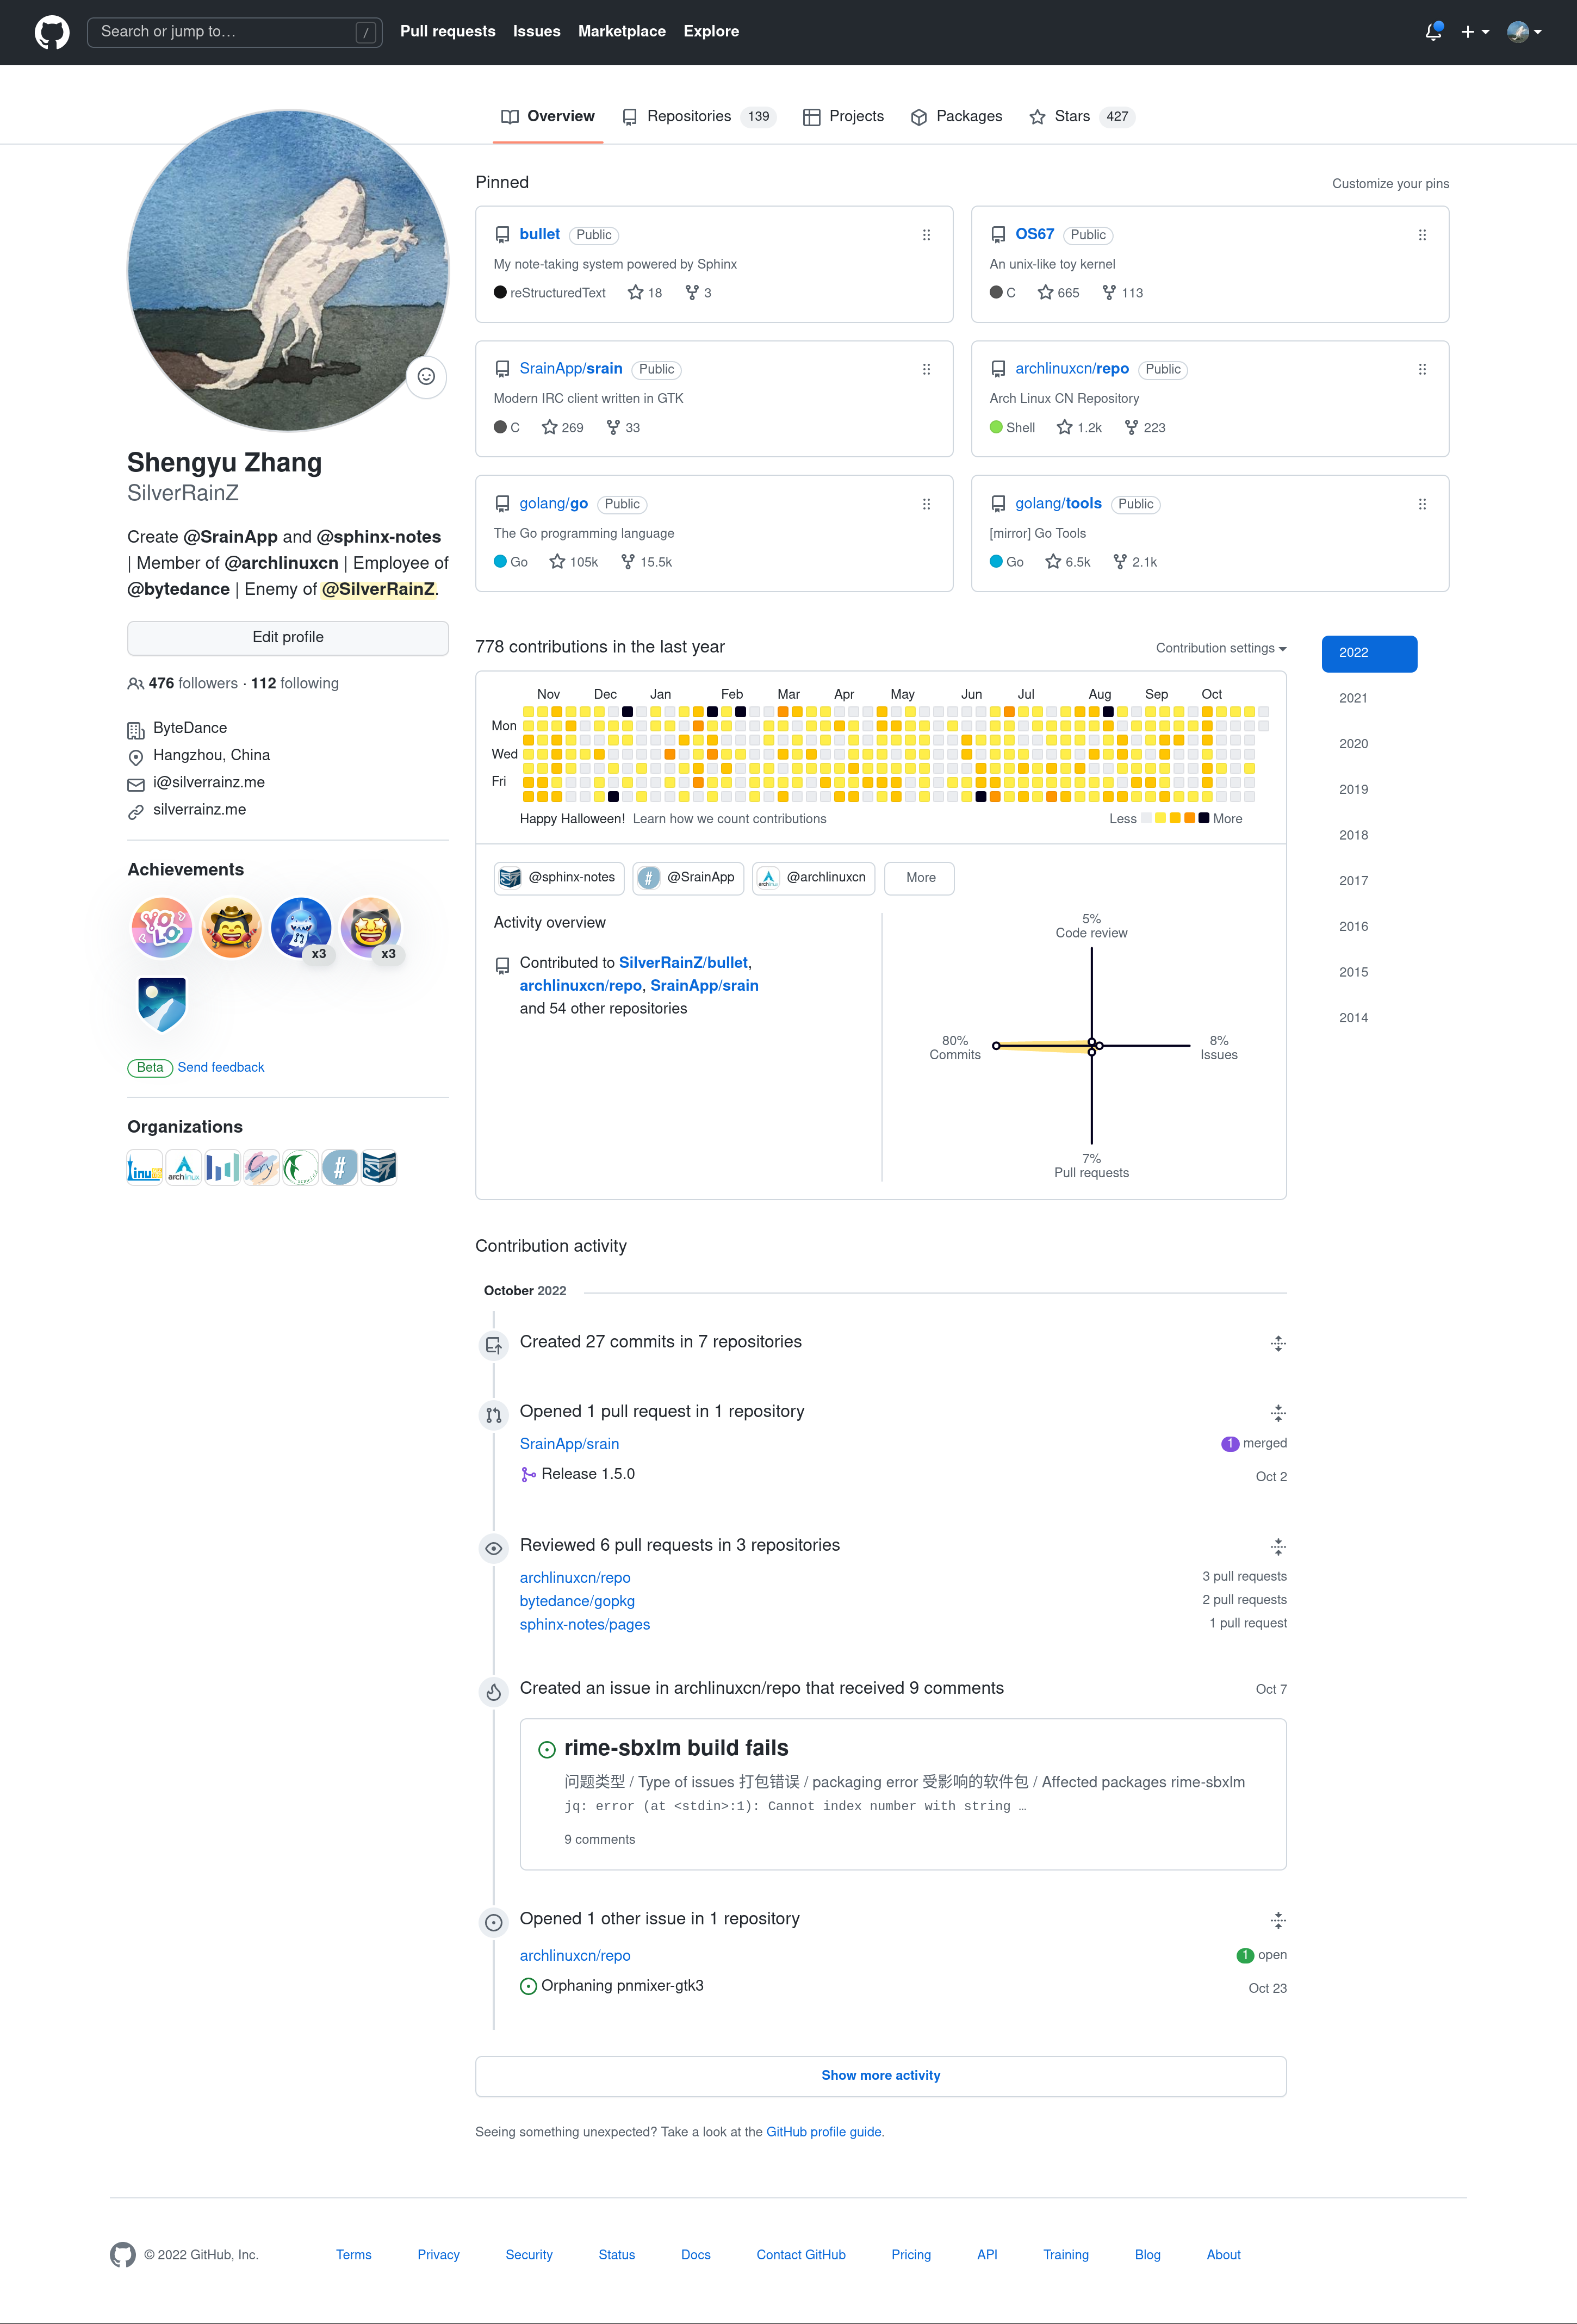 Search or jump to…
/
Pull requests
Issues
Marketplace
Explore
Overview
Repositories 139
Projects
Packages
Stars 427
Shengyu Zhang
SilverRainZ
Create @SrainApp and @sphinx-notes
| Member of @archlinuxcn | Employee of
@bytedance | Enemy of @SilverRainZ.
Edit profile
476 followers · 112 following
ByteDance
Hangzhou, China
i@silverrainz.me
silverrainz.me
Achievements
YOLO
x3
x3
Beta Send feedback
Organizations
Pinned
Customize your pins
bullet Public
My note-taking system powered by Sphinx
reStructuredText 18 3
OS67 Public
An unix-like toy kernel
C 665 113
SrainApp/srain Public
Modern IRC client written in GTK
C 269 33
archlinuxcn/repo Public
Arch Linux CN Repository
Shell 1.2k 223
golang/go Public
The Go programming language
Go 105k 15.5k
golang/tools Public
[mirror] Go Tools
Go 6.5k 2.1k
778 contributions in the last year
Contribution settings
Nov Dec Jan Feb Mar Apr May Jun Jul Aug Sep Oct
Mon
Wed
Fri
Happy Halloween! Learn how we count contributions
Less More
@sphinx-notes
# @SrainApp
@archlinuxcn
More
Activity overview
Contributed to SilverRainZ/bullet,
archlinuxcn/repo, SrainApp/srain
and 54 other repositories
5%
Code review
80%
Commits
8%
Issues
7%
Pull requests
2022
2021
2020
2019
2018
2017
2016
2015
2014
Contribution activity
October 2022
Created 27 commits in 7 repositories
Opened 1 pull request in 1 repository
SrainApp/srain
1 merged
Release 1.5.0
Oct 2
Reviewed 6 pull requests in 3 repositories
archlinuxcn/repo
3 pull requests
bytedance/gopkg
2 pull requests
sphinx-notes/pages
1 pull request
Created an issue in archlinuxcn/repo that received 9 comments
Oct 7
rime-sbxlm build fails
问题类型 / Type of issues 打包错误 / packaging error 受影响的软件包 / Affected packages rime-sbxlm
jq: error (at <stdin>:1): Cannot index number with string …
9 comments
Opened 1 other issue in 1 repository
archlinuxcn/repo
1 open
Orphaning pnmixer-gtk3
Oct 23
Show more activity
Seeing something unexpected? Take a look at the GitHub profile guide.
© 2022 GitHub, Inc.
Terms
Privacy
Security
Status
Docs
Contact GitHub
Pricing
API
Training
Blog
About